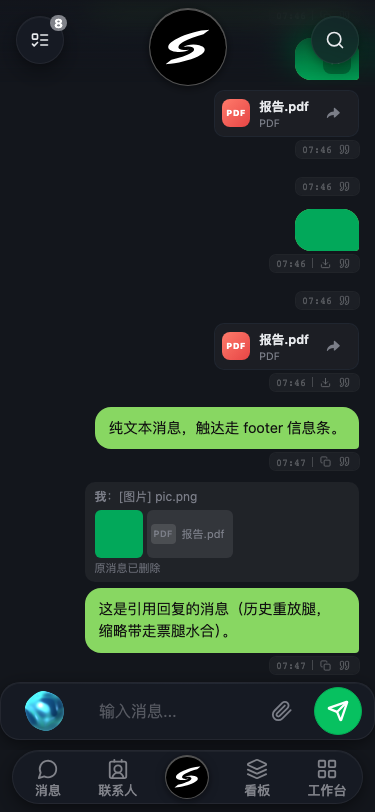 8
PDF
报告.pdf
PDF
07:46
07:46
07:46
07:46
PDF
报告.pdf
PDF
07:46
纯文本消息，触达走 footer 信息条。
07:47
我：[图片] pic.png
PDF 报告.pdf
原消息已删除
这是引用回复的消息（历史重放腿，
缩略带走票腿水合）。
07:47
输入消息...
消息
联系人
看板
工作台